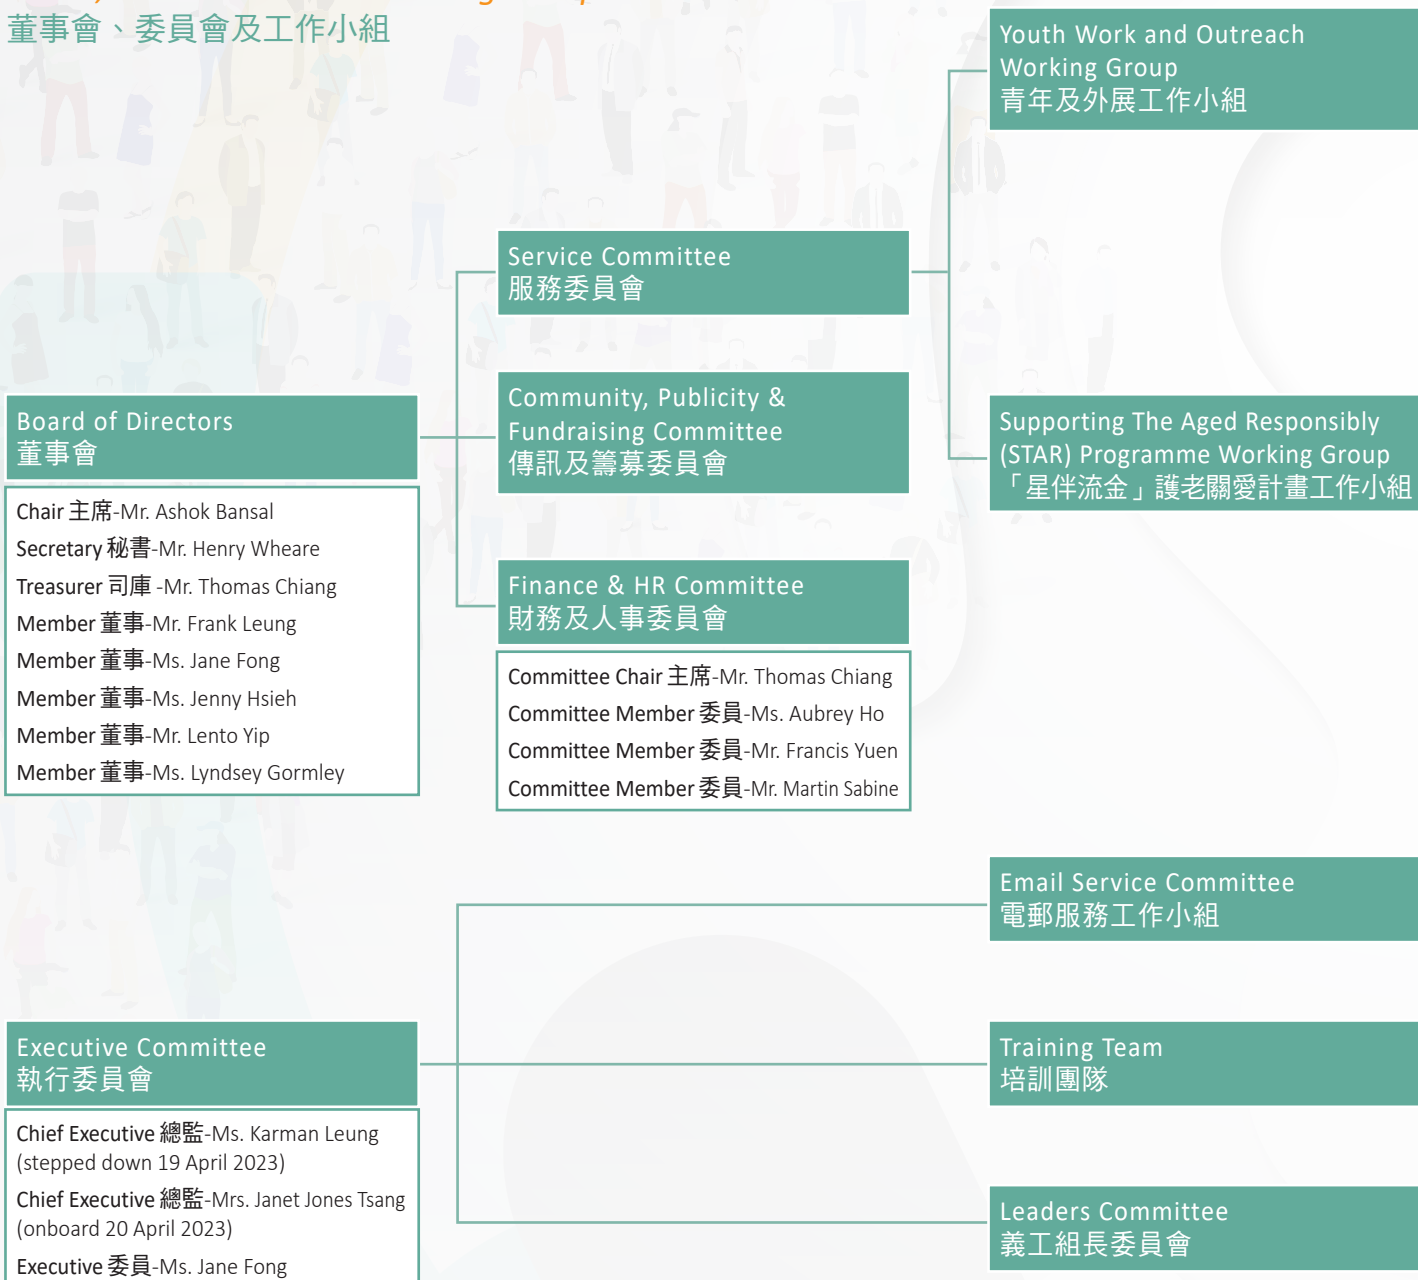 董事會、委員會及工作小組
Youth Work and Outreach
Working Group
青年及外展工作小組
Service Committee
服務委員會
Community, Publicity &
Fundraising Committee
傳訊及籌募委員會
Board of Directors
董事會
Supporting The Aged Responsibly
(STAR) Programme Working Group
「星伴流金」護老關愛計畫工作小組
Chair 主席-Mr. Ashok Bansal
Secretary 秘書-Mr. Henry Wheare
Treasurer 司庫 -Mr. Thomas Chiang
Member 董事-Mr. Frank Leung
Member 董事-Ms. Jane Fong
Member 董事-Ms. Jenny Hsieh
Member 董事-Mr. Lento Yip
Member 董事-Ms. Lyndsey Gormley
Finance & HR Committee
財務及人事委員會
Committee Chair 主席-Mr. Thomas Chiang
Committee Member 委員-Ms. Aubrey Ho
Committee Member 委員-Mr. Francis Yuen
Committee Member 委員-Mr. Martin Sabine
Email Service Committee
電郵服務工作小組
Executive Committee
執行委員會
Training Team
培訓團隊
Chief Executive 總監-Ms. Karman Leung
(stepped down 19 April 2023)
Chief Executive 總監-Mrs. Janet Jones Tsang
(onboard 20 April 2023)
Executive 委員-Ms. Jane Fong
Leaders Committee
義工組長委員會